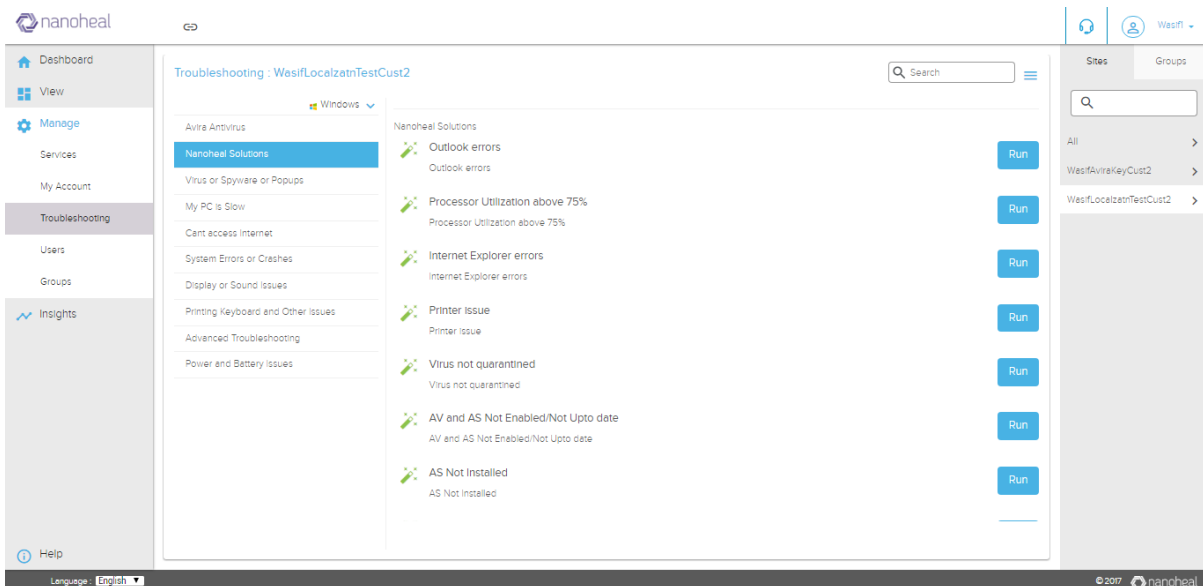 nanoheal
Wasif1
Dashboard
View
Manage
Services
My Account
Troubleshooting
Users
Groups
Insights
Help
Troubleshooting : WasifLocalzatnTestCust2
Search
Windows
Avira Antivirus
Nanoheal Solutions
Virus or Spyware or Popups
My PC is Slow
Cant access Internet
System Errors or Crashes
Display or Sound Issues
Printing Keyboard and Other Issues
Advanced Troubleshooting
Power and Battery Issues
Nanoheal Solutions
Outlook errors
Outlook errors
Run
Processor Utilization above 75%
Processor Utilization above 75%
Run
Internet Explorer errors
Internet Explorer errors
Run
Printer issue
Printer issue
Run
Virus not quarantined
Virus not quarantined
Run
AV and AS Not Enabled/Not Upto date
AV and AS Not Enabled/Not Upto date
Run
AS Not Installed
AS Not Installed
Run
Sites
Groups
All
WasifAviraKeyCust2
WasifLocalzatnTestCust2
Language : English
© 2017 nanoheal